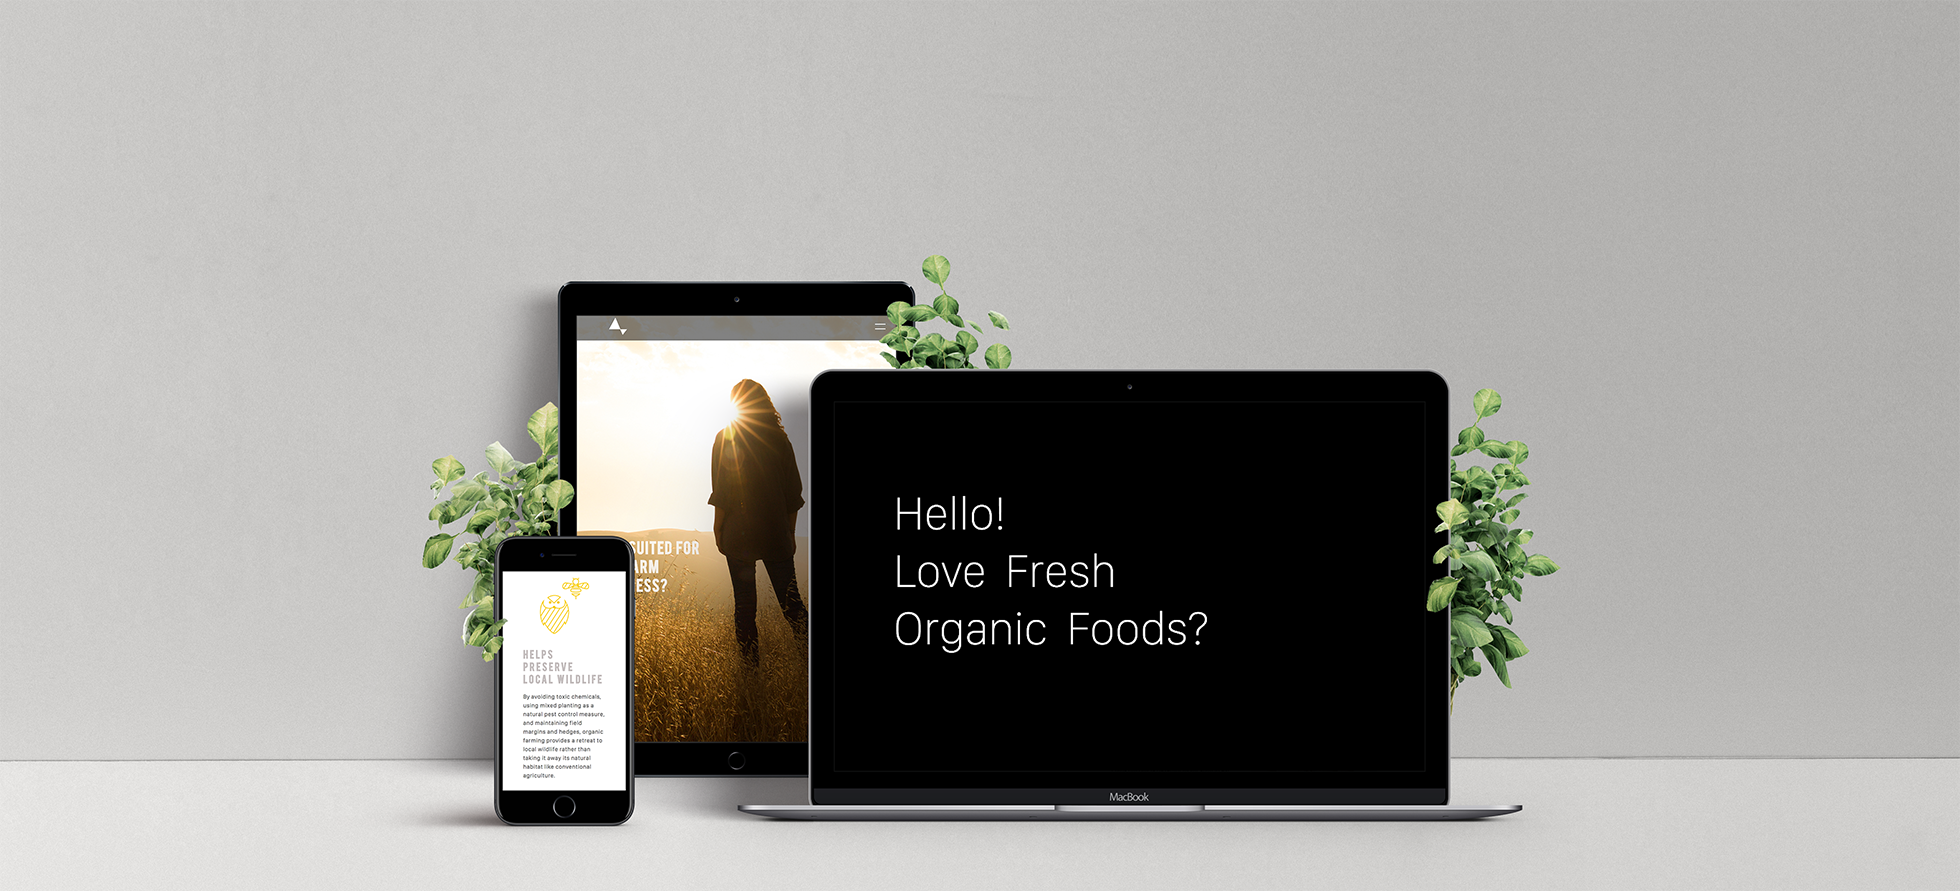 Hello!
Love Fresh
Organic Foods?
MacBook
SUITED FOR
ARM
ESS?
HELPS
PRESERVE
LOCAL WILDLIFE
By avoiding toxic chemicals,
using mixed planting as a
natural pest control measure,
and maintaining field
margins and hedges, organic
farming provides a retreat to
local wildlife rather than
taking it away its natural
habitat like conventional
agriculture.